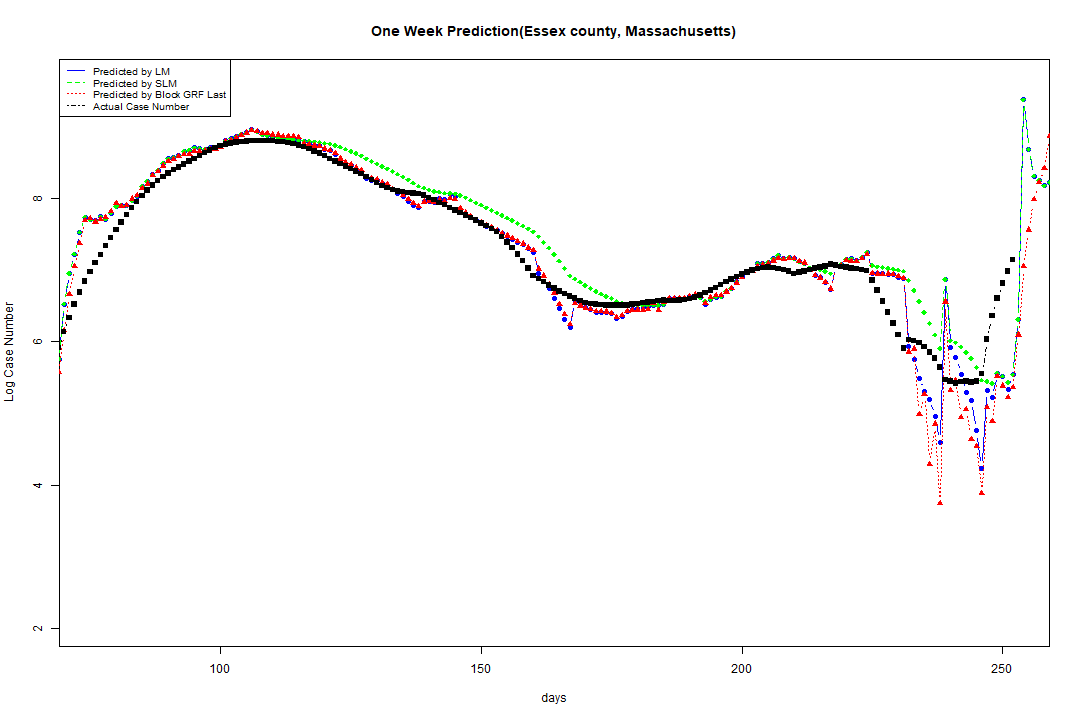 One Week Prediction(Essex county, Massachusetts)
Predicted by LM
Predicted by SLM
Predicted by Block GRF Last
Actual Case Number
8
6
4
2
Log Case Number
100 150 200 250
days